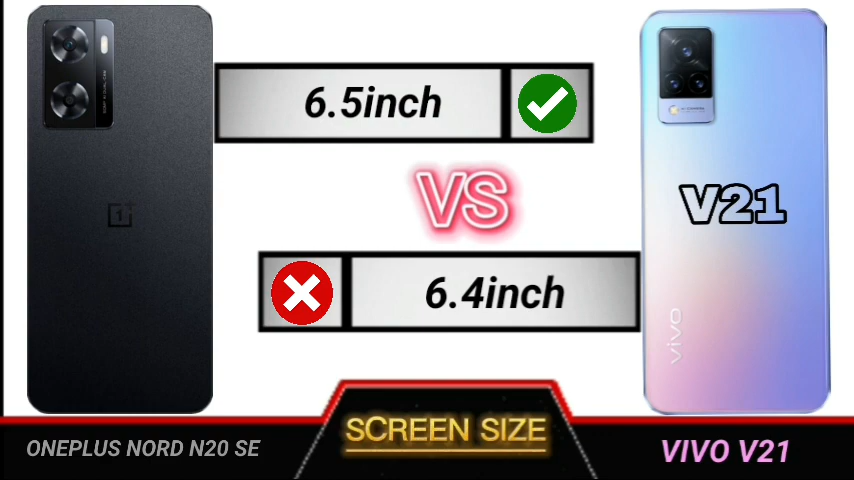 6.5inch
VS
6.4inch
V21
vivo
SCREEN SIZE
ONEPLUS NORD N20 SE
VIVO V21